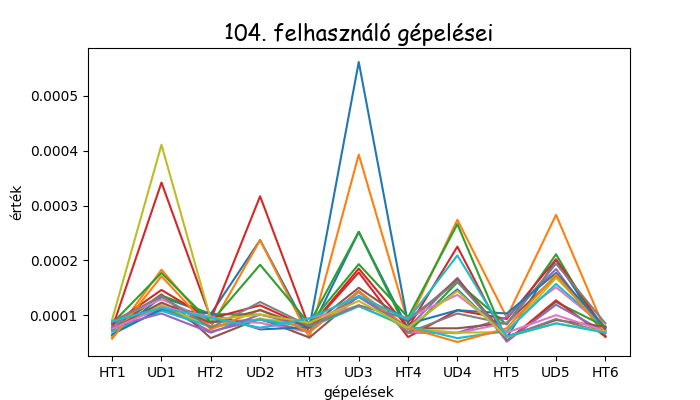 104. felhasználó gépelései
érték
0.0005
0.0004
0.0003
0.0002
0.0001
HT1 UD1 HT2 UD2 HT3 UD3 HT4 UD4 HT5 UD5 HT6
gépelések